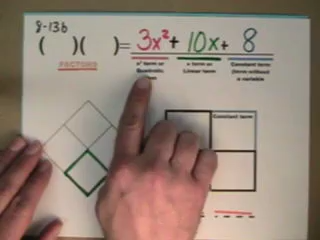 8-13b
( )( ) = 3x² + 10x + 8
FACTORS
x² term or Quadratic
x term or Linear term
Constant term (term without a variable
Constant term